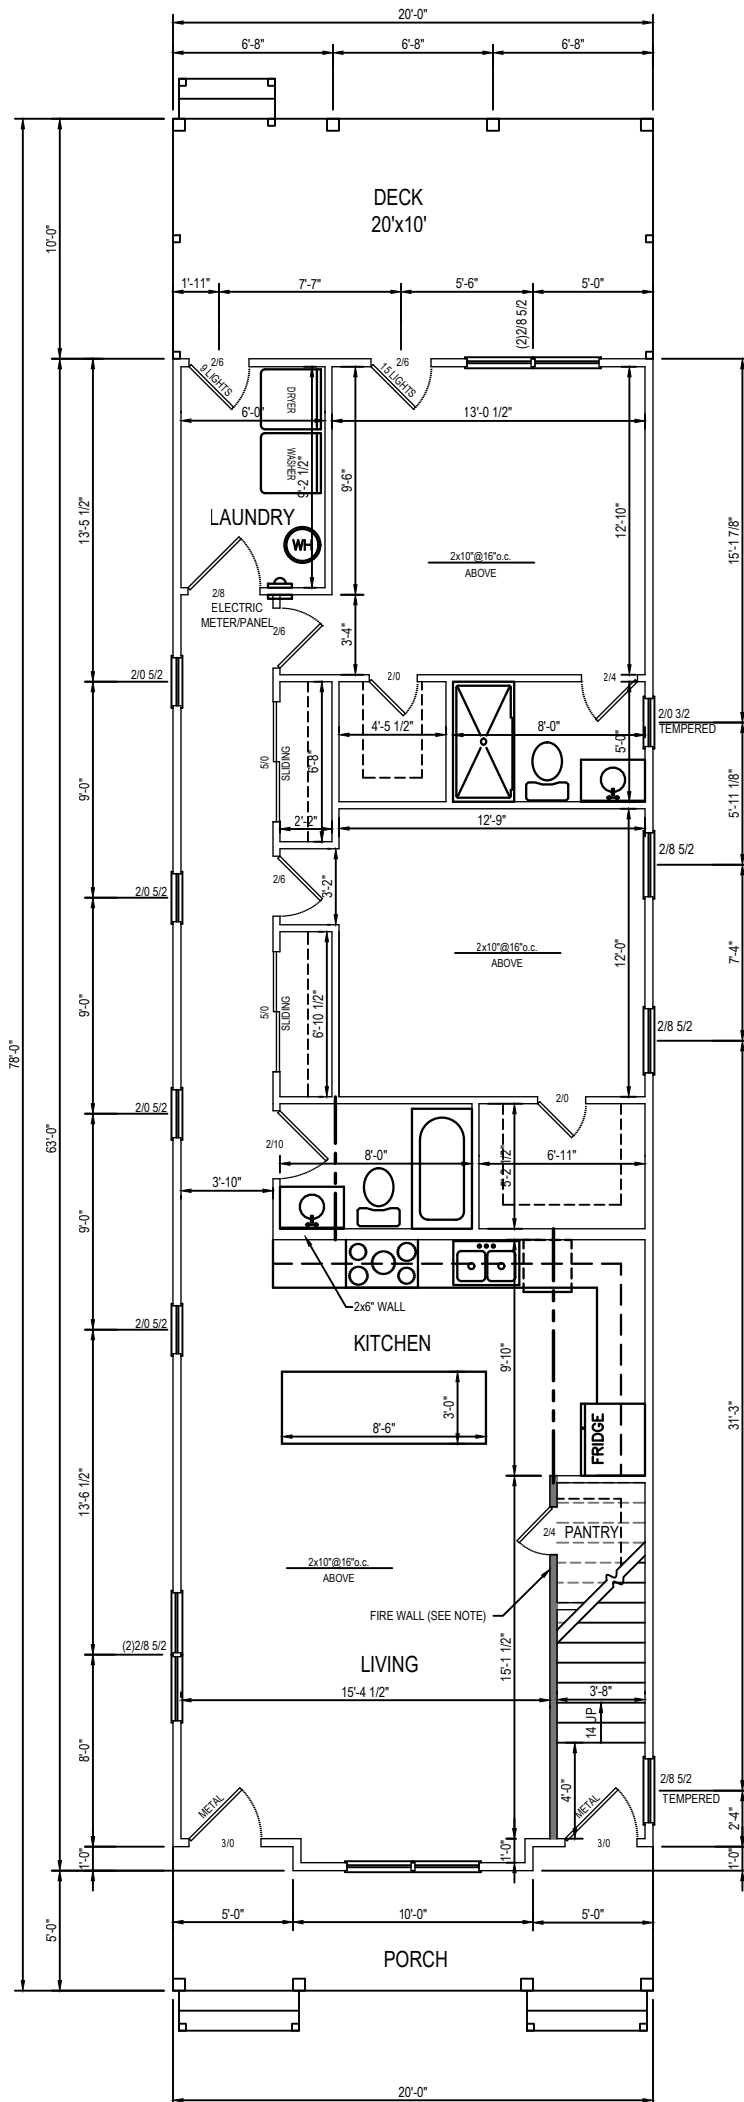 20'-0"
6'-8" 6'-8" 6'-8"
DECK
20'x10'
10'-0"
1'-11" 7'-7" 5'-6" 5'-0"
(2)2/8 5/2
2/6 2/6
9 LIGHTS 15 LIGHTS
DRYER
6'-0" 13'-0 1/2"
WASHER
9'-6"
13'-5 1/2"
LAUNDRY
12'-10"
15'-1 7/8"
WH
2x10"@16"o.c.
ABOVE
2/8
ELECTRIC
METER/PANEL
2/6
3'-4"
2/0 5/2
2/0
2/4
4'-5 1/2" 8'-0"
5'-0"
2/0 3/2
TEMPERED
5/0
SLIDING
6'-8"
9'-0"
5'-11 1/8"
2'-2" 12'-9"
2/8 5/2
2/6
3'-2"
2/0 5/2
7'-4"
2x10"@16"o.c.
ABOVE
12'-0"
5/0
SLIDING
6'-10 1/2"
9'-0"
2/8 5/2
78'-0"
63'-0"
2/0
2/0 5/2
2/10
8'-0" 6'-11"
5'-2 1/2"
3'-10"
9'-0"
2x6" WALL
2/0 5/2
KITCHEN
9'-10"
3'-0"
8'-6"
FRIDGE
31'-3"
13'-6 1/2"
2/4
PANTRY
2x10"@16"o.c.
ABOVE
FIRE WALL (SEE NOTE)
(2)2/8 5/2
LIVING
15'-1 1/2"
15'-4 1/2" 3'-8"
14 UP
8'-0"
4'-0"
2/8 5/2
TEMPERED
METAL METAL
2'-4"
3/0 3/0
1'-0" 1'-0" 1'-0"
5'-0" 10'-0" 5'-0"
5'-0"
PORCH
20'-0"